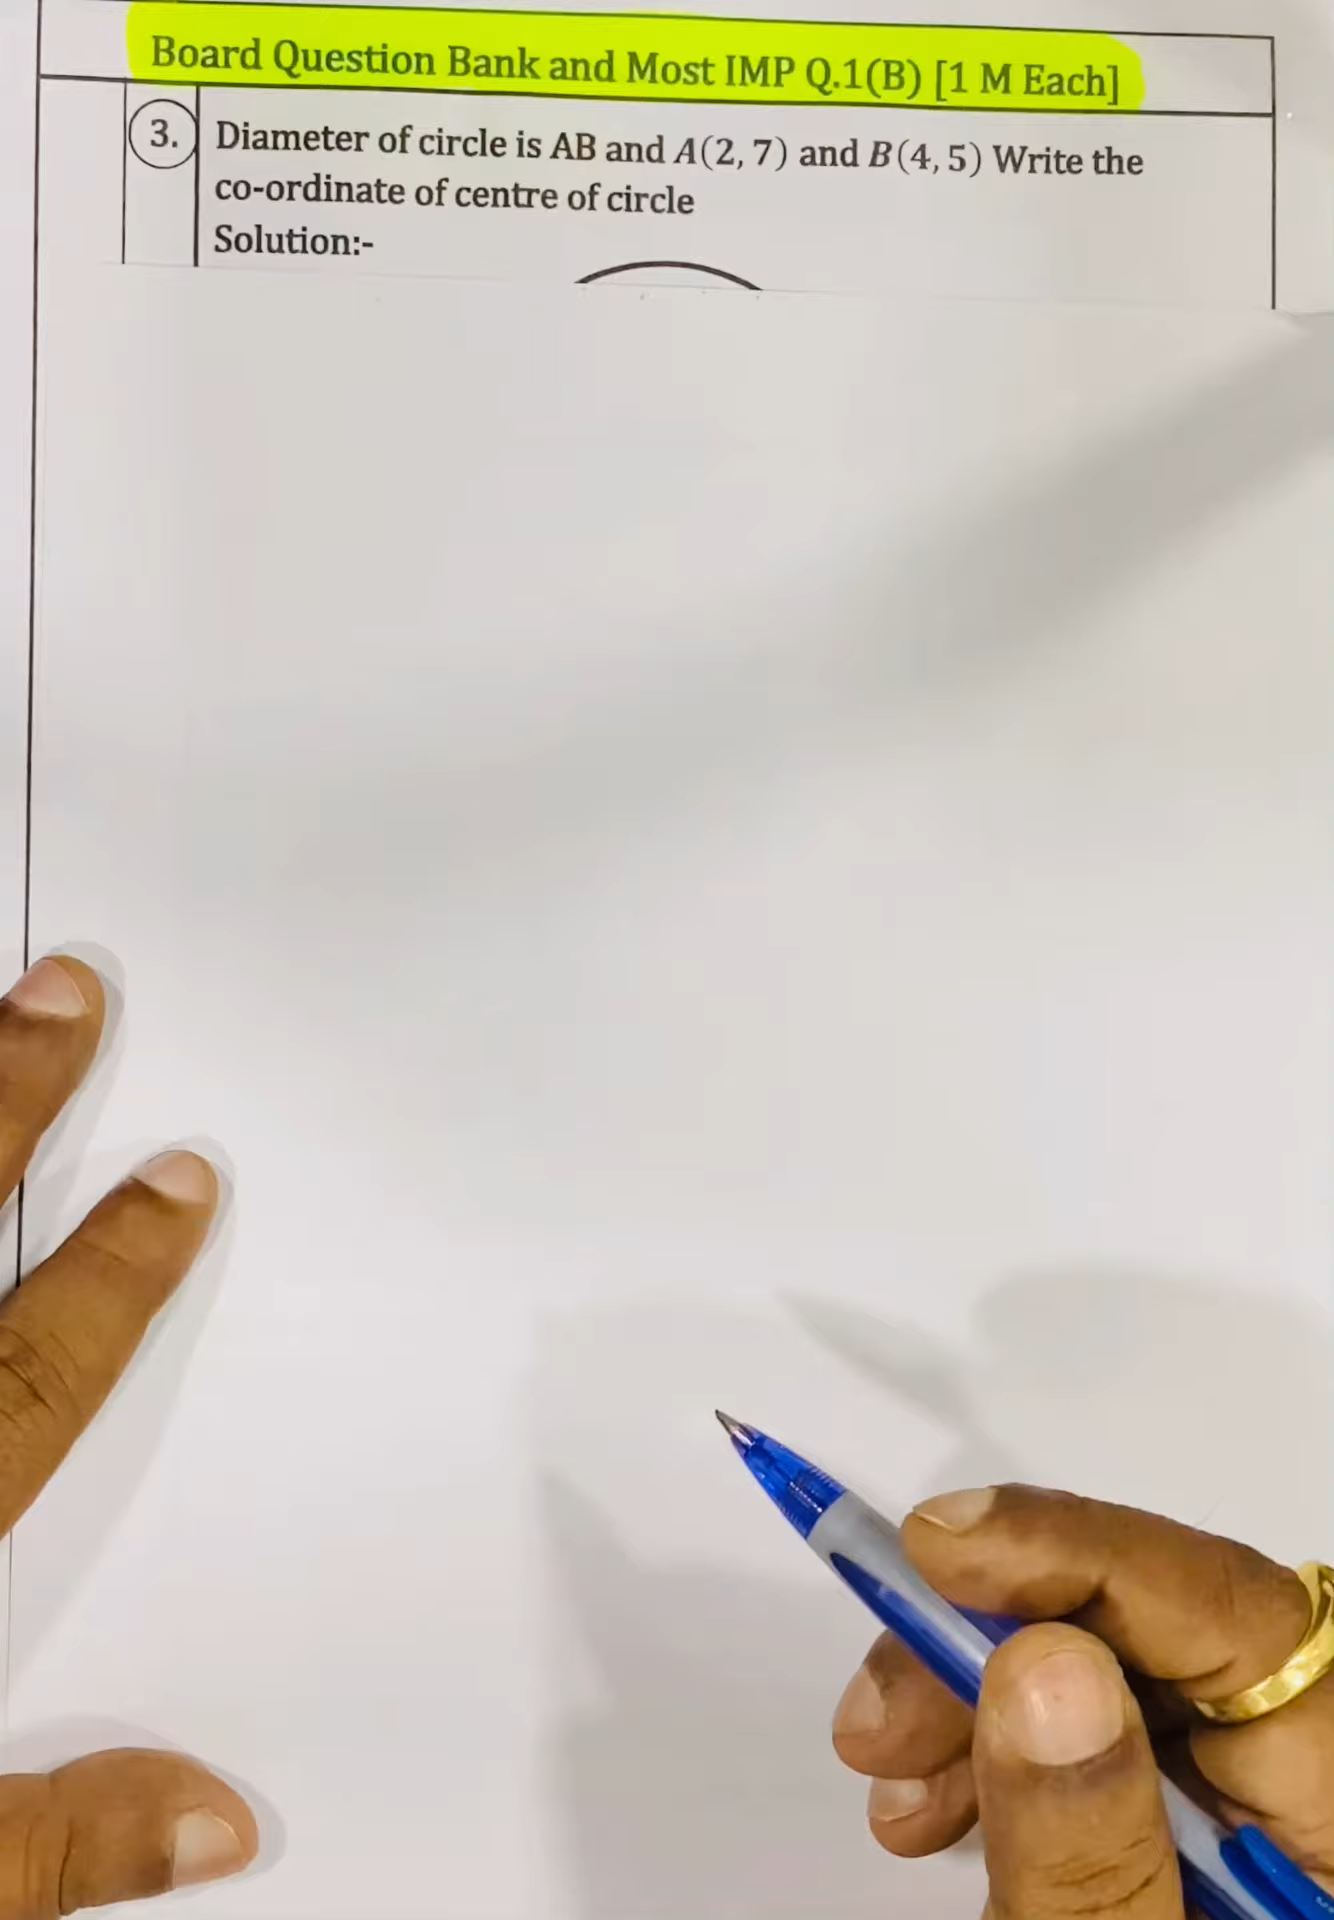 Board Question Bank and Most IMP Q.1(B) [1 M Each]
3. Diameter of circle is AB and A(2, 7) and B(4, 5) Write the
co-ordinate of centre of circle
Solution:-